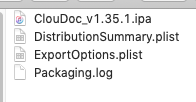 ClouDoc_v1.35.1.ipa
DistributionSummary.plist
ExportOptions.plist
Packaging.log